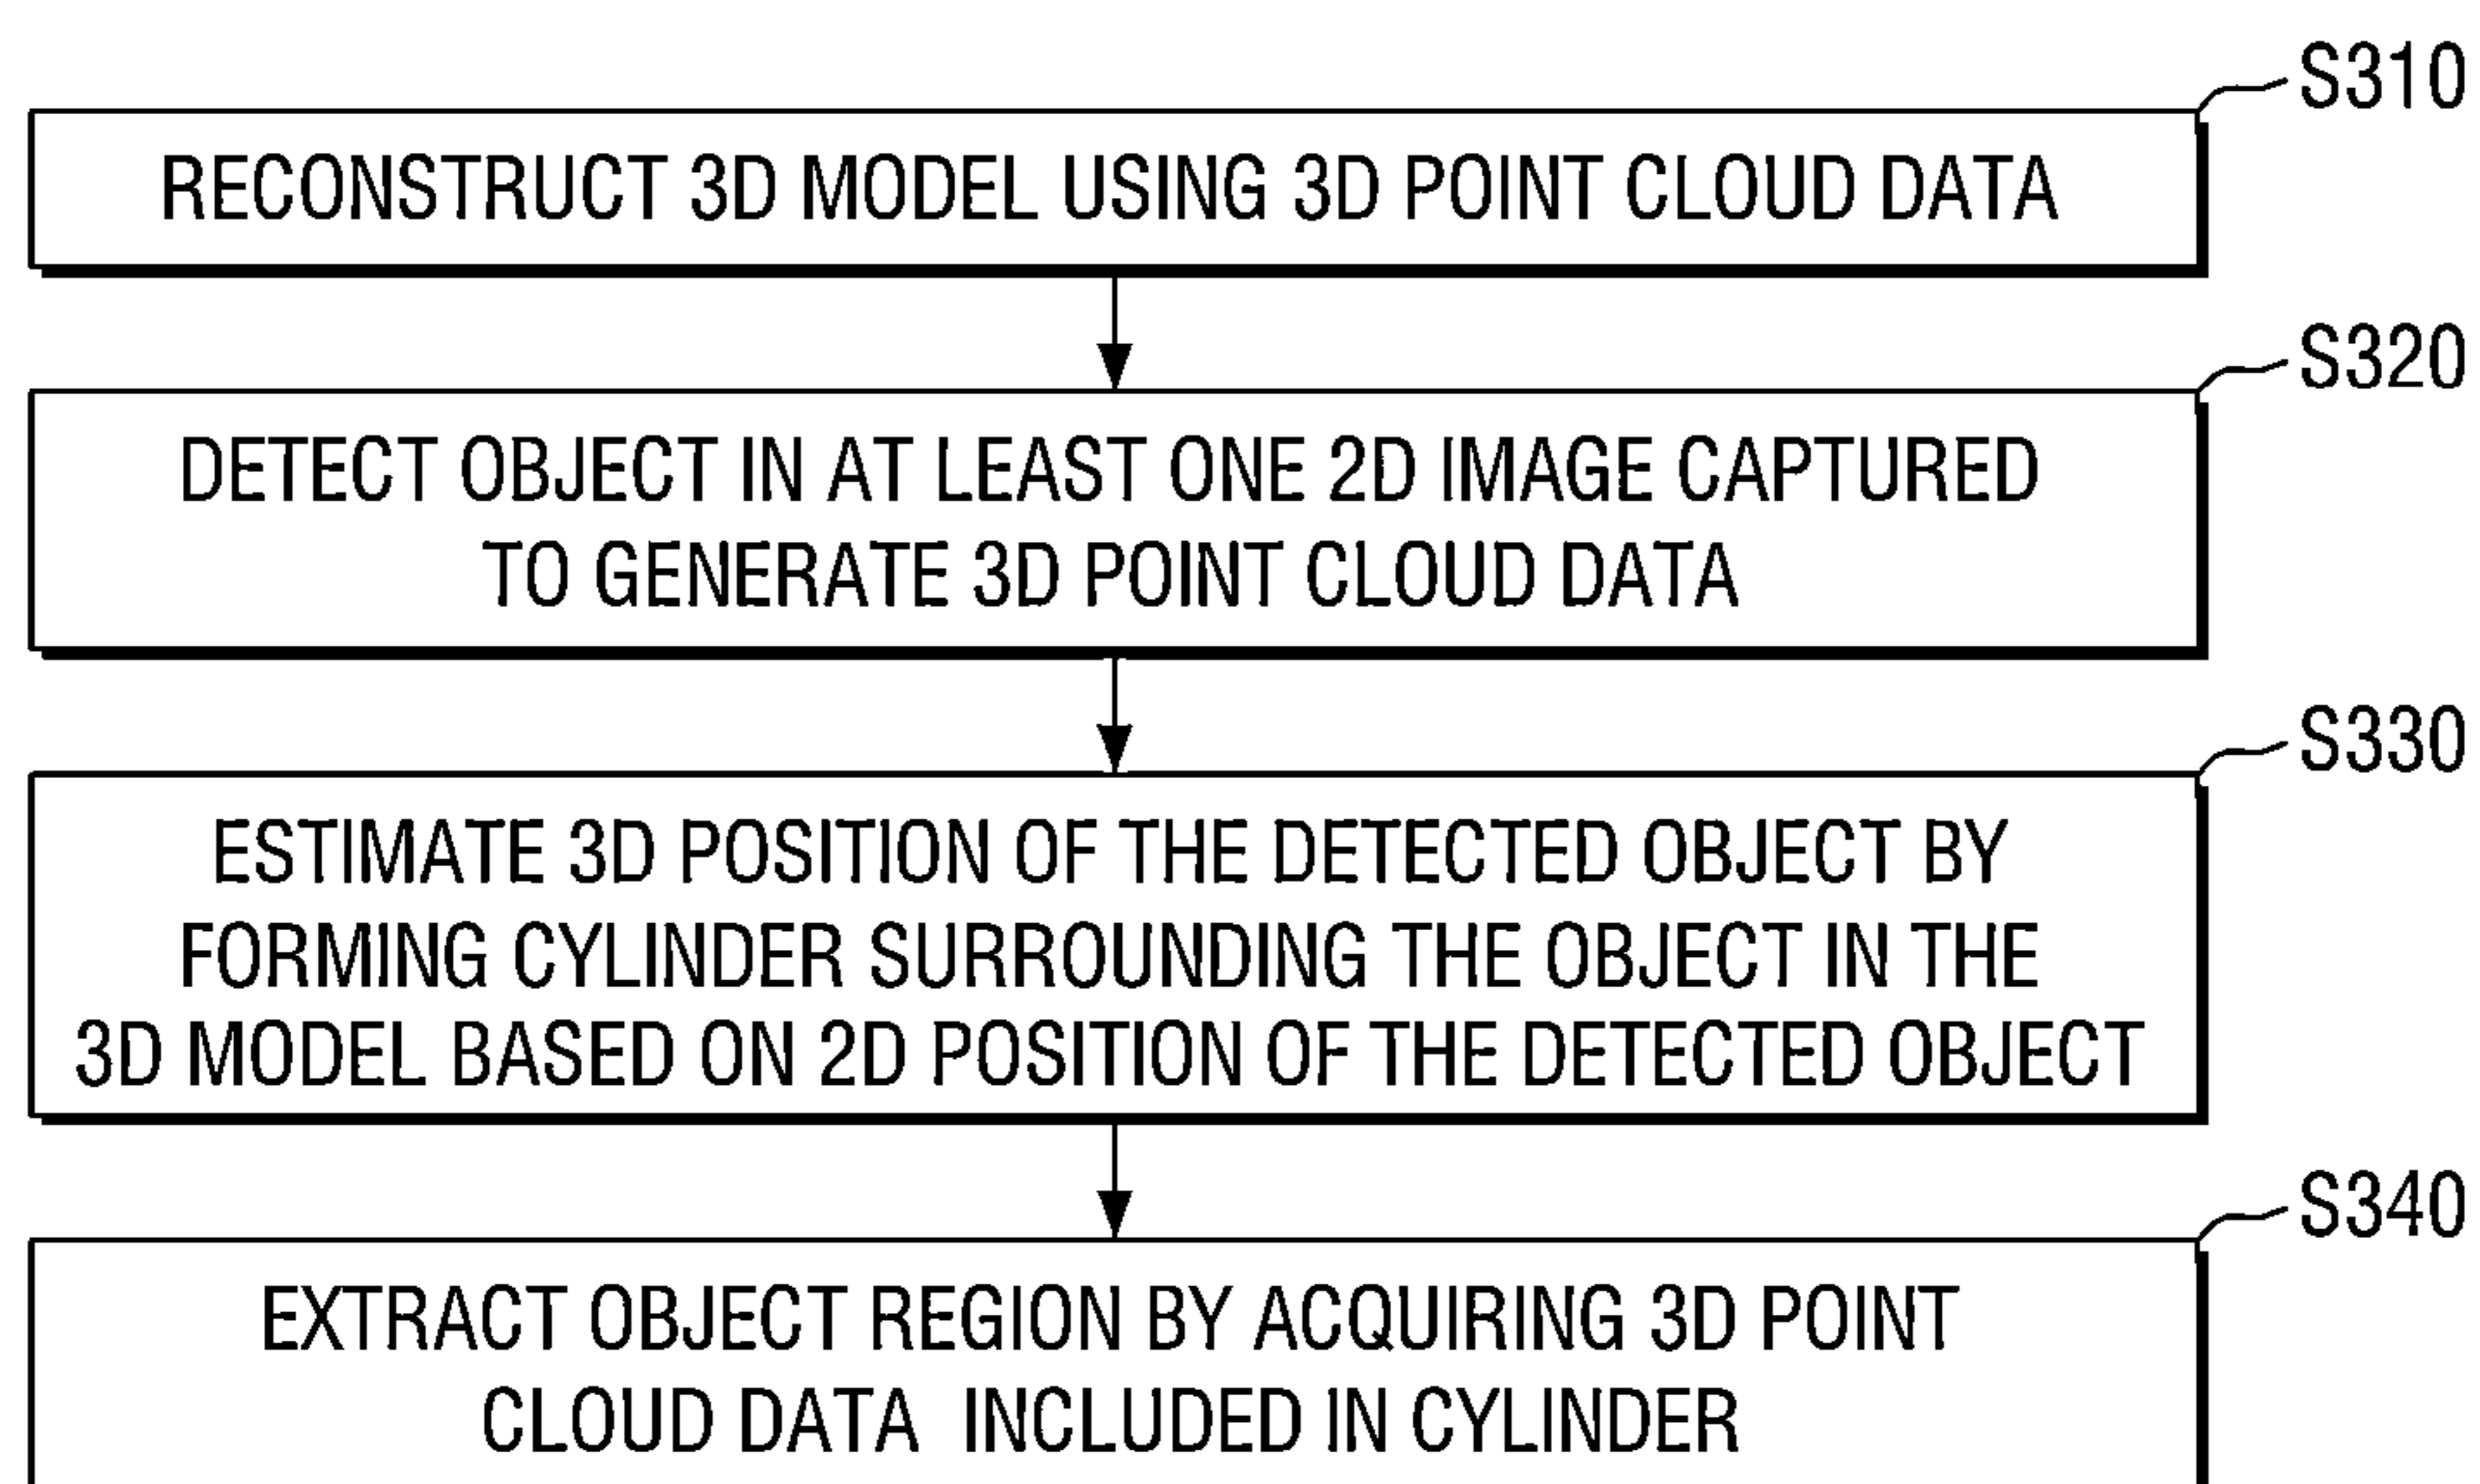 S310
RECONSTRUCT 3D MODEL USING 3D POINT CLOUD DATA
S320
DETECT OBJECT IN AT LEAST ONE 2D IMAGE CAPTURED
TO GENERATE 3D POINT CLOUD DATA
S330
ESTIMATE 3D POSITION OF THE DETECTED OBJECT BY
FORMING CYLINDER SURROUNDING THE OBJECT IN THE
3D MODEL BASED ON 2D POSITION OF THE DETECTED OBJECT
S340
EXTRACT OBJECT REGION BY ACQUIRING 3D POINT
CLOUD DATA INCLUDED IN CYLINDER